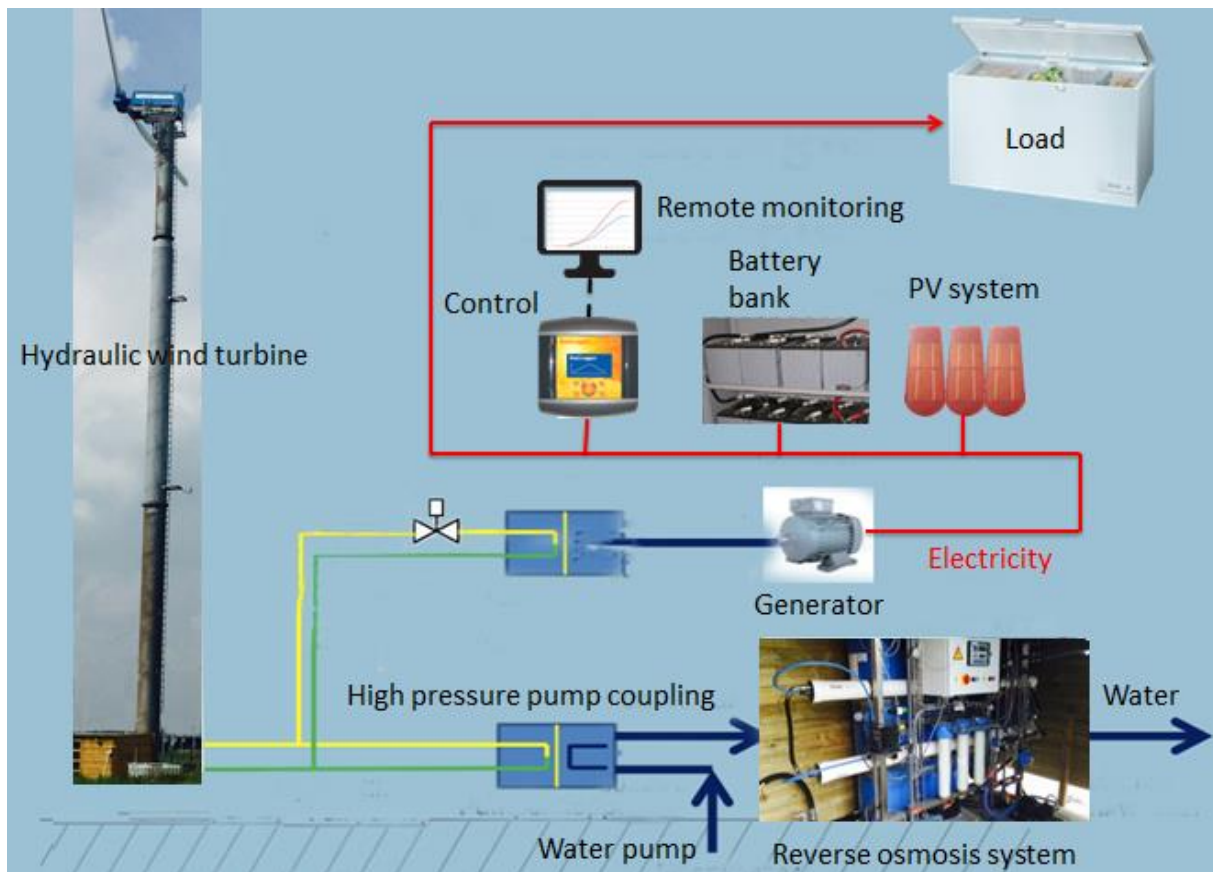 Load
Remote monitoring
Battery
bank
PV system
Control
Hydraulic wind turbine
Electricity
Generator
High pressure pump coupling
Water
Water pump
Reverse osmosis system